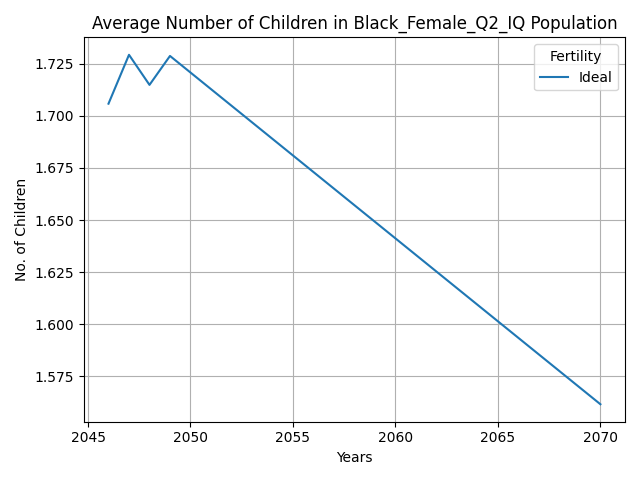 Average Number of Children in Black_Female_Q2_IQ Population
Fertility
Ideal
1.725
1.700
1.675
1.650
1.625
1.600
1.575
No. of Children
2045 2050 2055 2060 2065 2070
Years